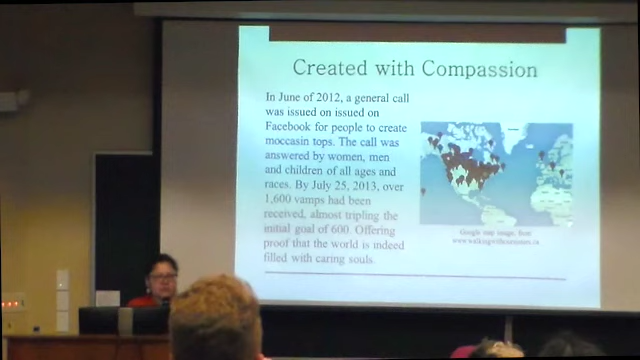 Created with Compassion
In June of 2012, a general call
was issued on issued on
Facebook for people to create
moccasin tops. The call was
answered by women, men
and children of all ages and
races. By July 25, 2013, over
1,600 vamps had been
received, almost tripling the
initial goal of 600. Offering
proof that the world is indeed
filled with caring souls.
Google map image, from